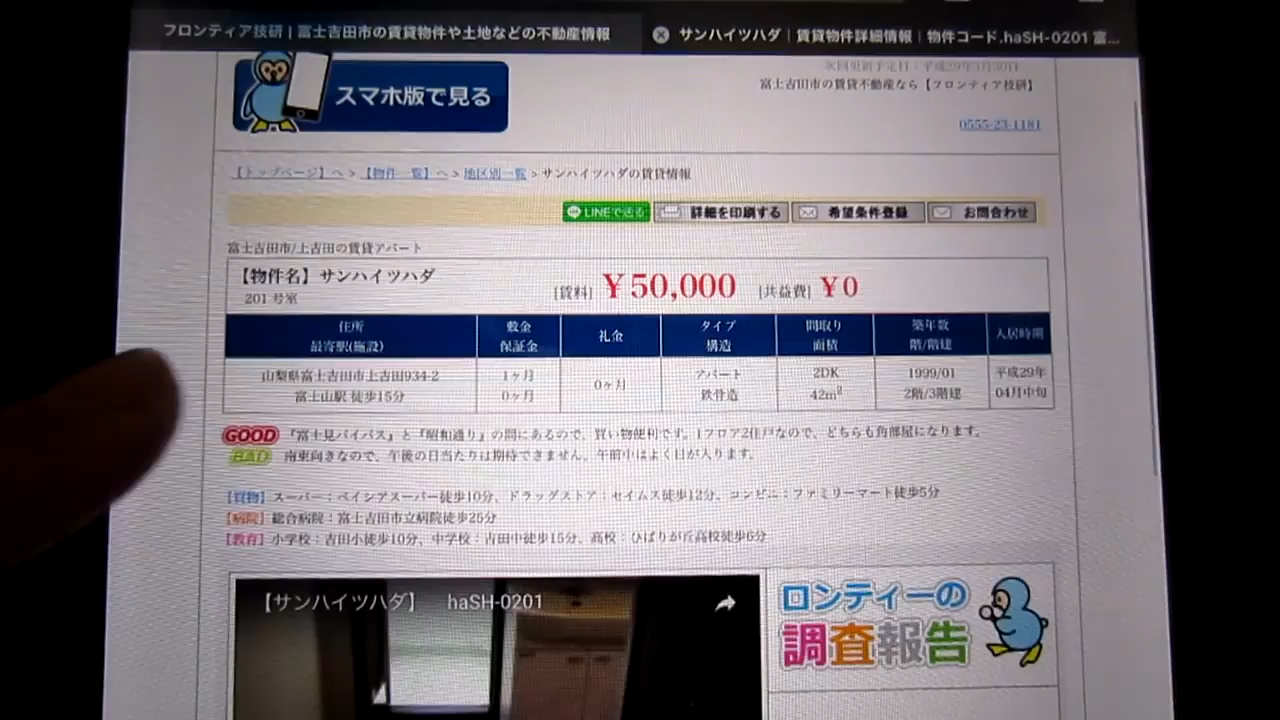 フロンティア技研 | 富士吉田市の賃貸物件や土地などの不動産情報
サンハイツハダ | 賃貸物件詳細情報 | 物件コード.haSH-0201 富...
スマホ版で見る
富士吉田市の賃貸不動産なら【フロンティア技研】
0555-23-1181
【トップページ】へ > 【物件一覧】へ > 地区別一覧 > サンハイツハダの賃貸情報
LINEで送る 詳細を印刷する 希望条件登録 お問合わせ
富士吉田市/上吉田の賃貸アパート
【物件名】サンハイツハダ
201 号室
[賃料] ￥50,000 [共益費] ￥0
住所 敷金 礼金 タイプ 間取り 築年数 入居時期
最寄駅(施設) 保証金 構造 面積 階/階建
山梨県富士吉田市上吉田934-2 1ヶ月 0ヶ月 アパート 2DK 1999/01 平成29年
富士山駅 徒歩15分 0ヶ月 鉄骨造 42m² 2階/3階建 04月中旬
GOOD 『富士見バイパス』と『昭和通り』の間にあるので、買い物便利です。1フロア2住戸なので、どちらも角部屋になります。
BAD 南東向きなので、午後の日当たりは期待できません。午前中はよく日が入ります。
【買物】スーパー：ベイシアスーパー徒歩10分、ドラッグストア：セイムス徒歩12分、コンビニ：ファミリーマート徒歩5分
【病院】総合病院：富士吉田市立病院徒歩25分
【教育】小学校：吉田小徒歩10分、中学校：吉田中徒歩15分、高校：ひばりが丘高校徒歩6分
【サンハイツハダ】 haSH-0201
ロンティーの
調査報告